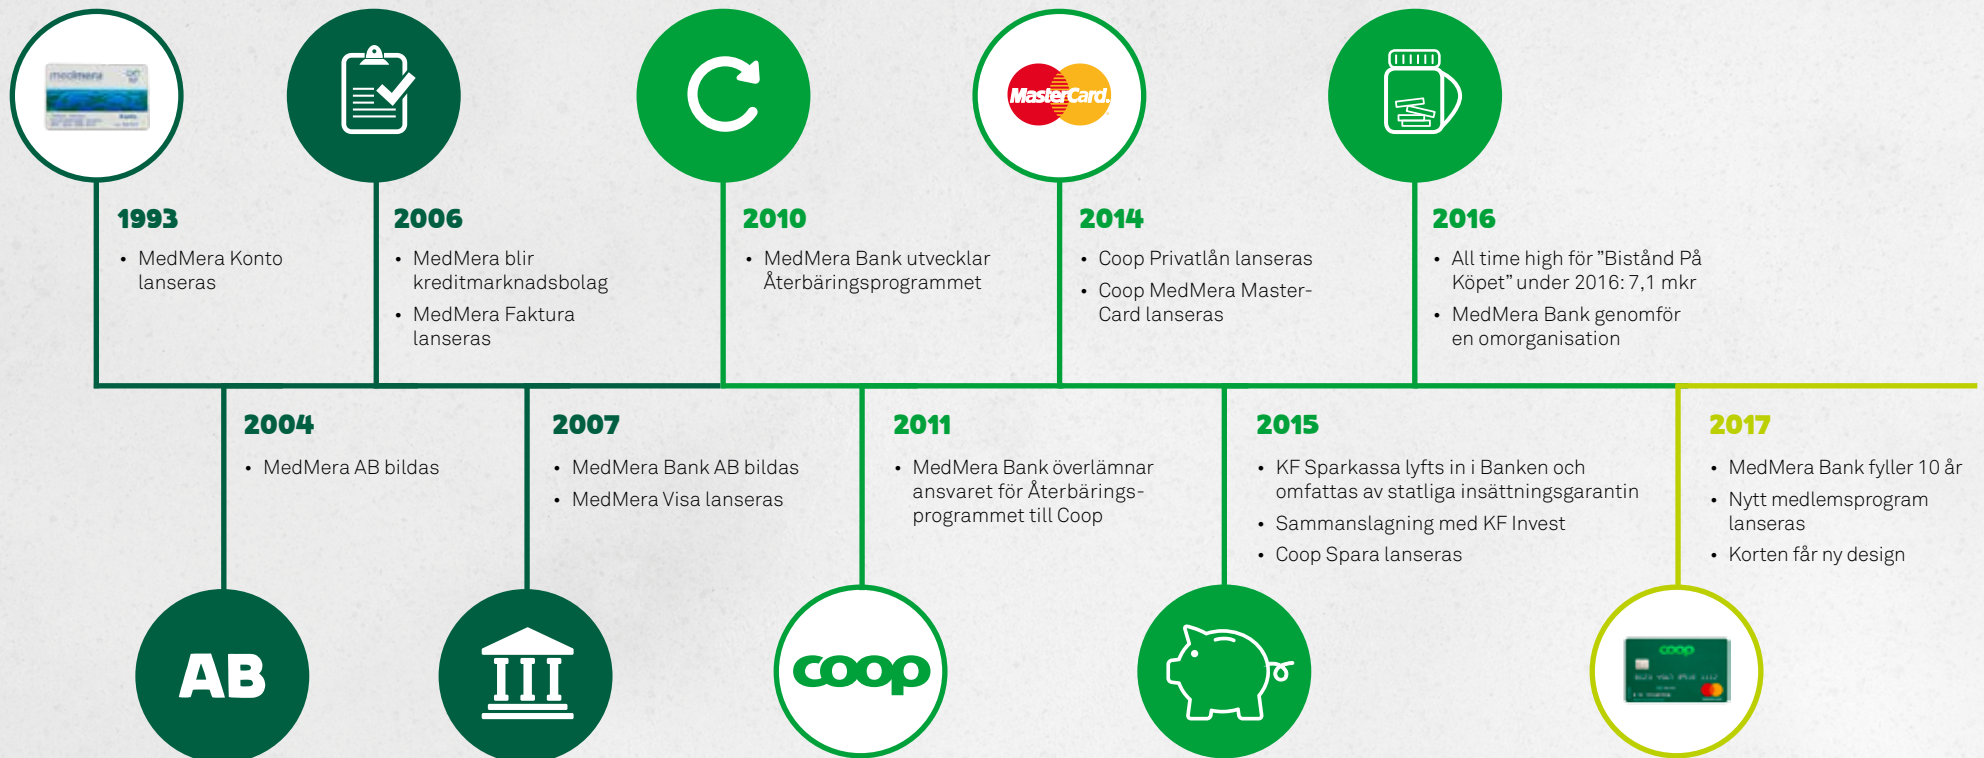 medmera
MasterCard.
1993
• MedMera Konto
lanseras
2006
• MedMera blir
kreditmarknadsbolag
• MedMera Faktura
lanseras
2010
• MedMera Bank utvecklar
Återbäringsprogrammet
2014
• Coop Privatlån lanseras
• Coop MedMera Master-
Card lanseras
2016
• All time high för ”Bistånd På
Köpet” under 2016: 7,1 mkr
• MedMera Bank genomför
en omorganisation
2004
• MedMera AB bildas
2007
• MedMera Bank AB bildas
• MedMera Visa lanseras
2011
• MedMera Bank överlämnar
ansvaret för Återbärings-
programmet till Coop
2015
• KF Sparkassa lyfts in i Banken och
omfattas av statliga insättningsgarantin
• Sammanslagning med KF Invest
• Coop Spara lanseras
2017
• MedMera Bank fyller 10 år
• Nytt medlemsprogram
lanseras
• Korten får ny design
AB
coop
coop